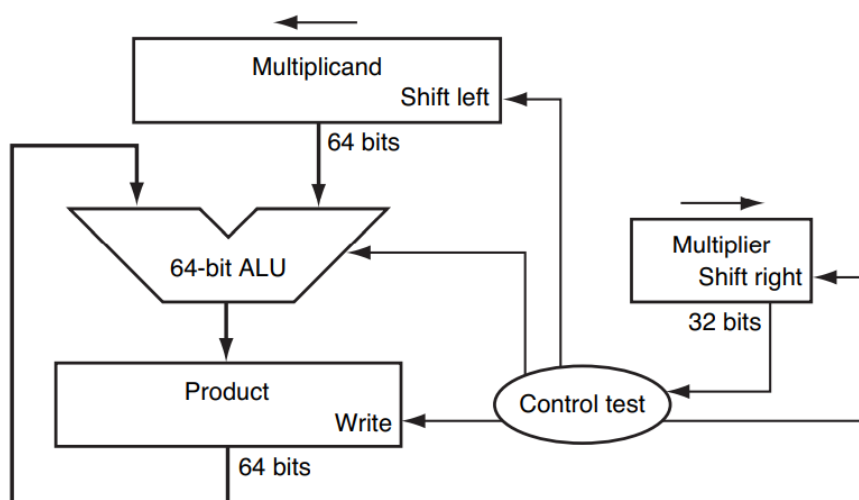 Multiplicand
Shift left
64 bits
64-bit ALU
Multiplier
Shift right
32 bits
Product
Write
Control test
64 bits